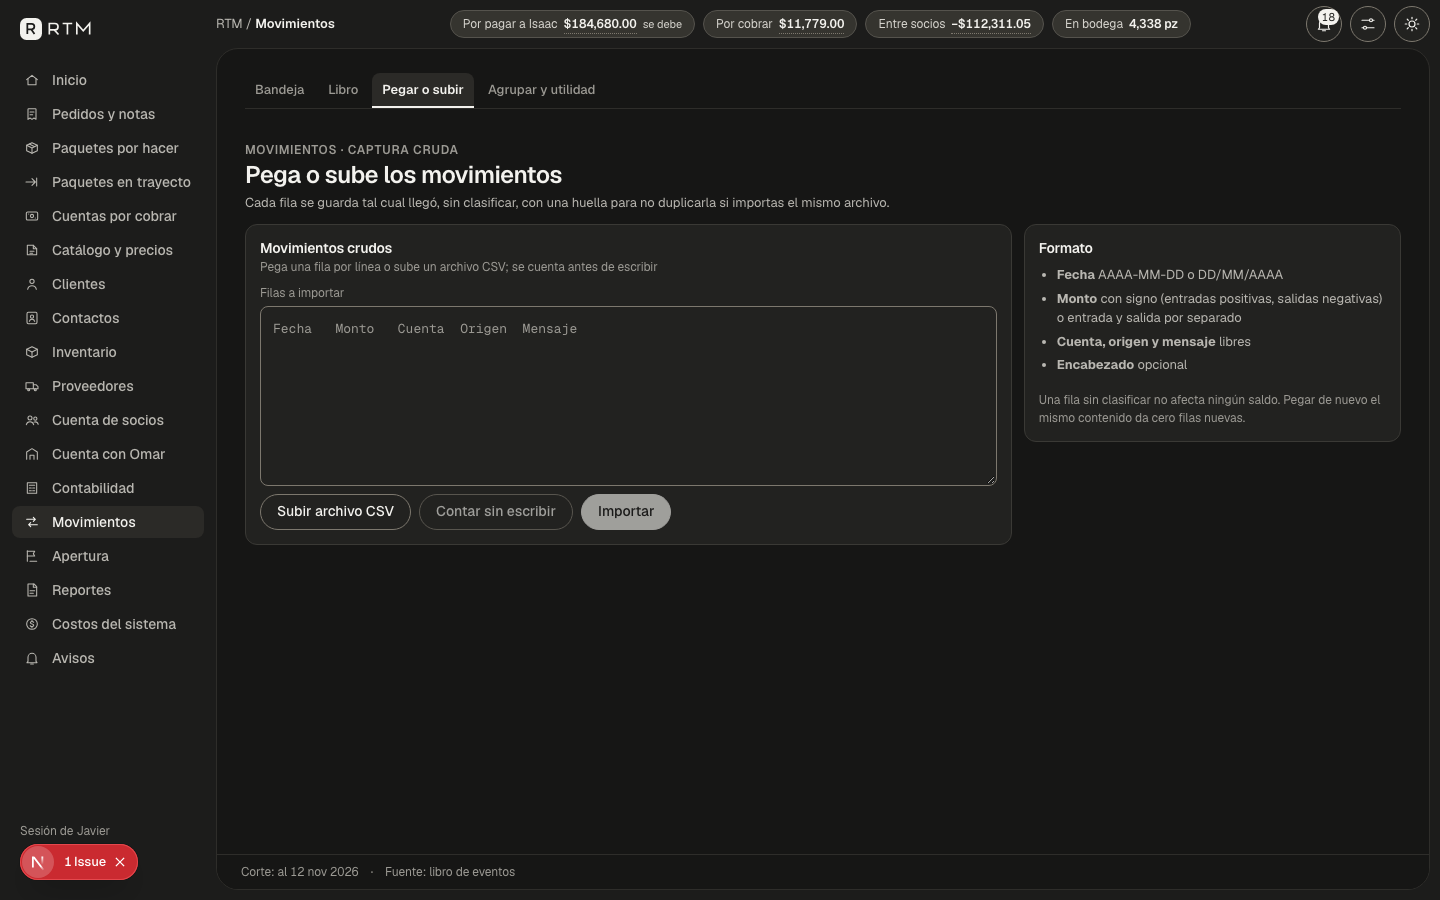 R RTM
RTM / Movimientos
Por pagar a Isaac $184,680.00 se debe
Por cobrar $11,779.00
Entre socios −$112,311.05
En bodega 4,338 pz
18
Inicio
Pedidos y notas
Paquetes por hacer
Paquetes en trayecto
Cuentas por cobrar
Catálogo y precios
Clientes
Contactos
Inventario
Proveedores
Cuenta de socios
Cuenta con Omar
Contabilidad
Movimientos
Apertura
Reportes
Costos del sistema
Avisos
Sesión de Javier
N 1 Issue
Bandeja
Libro
Pegar o subir
Agrupar y utilidad
MOVIMIENTOS · CAPTURA CRUDA
Pega o sube los movimientos
Cada fila se guarda tal cual llegó, sin clasificar, con una huella para no duplicarla si importas el mismo archivo.
Movimientos crudos
Pega una fila por línea o sube un archivo CSV; se cuenta antes de escribir
Filas a importar
Fecha Monto Cuenta Origen Mensaje
Subir archivo CSV
Contar sin escribir
Importar
Formato
• Fecha AAAA-MM-DD o DD/MM/AAAA
• Monto con signo (entradas positivas, salidas negativas)
o entrada y salida por separado
• Cuenta, origen y mensaje libres
• Encabezado opcional
Una fila sin clasificar no afecta ningún saldo. Pegar de nuevo el
mismo contenido da cero filas nuevas.
Corte: al 12 nov 2026 · Fuente: libro de eventos